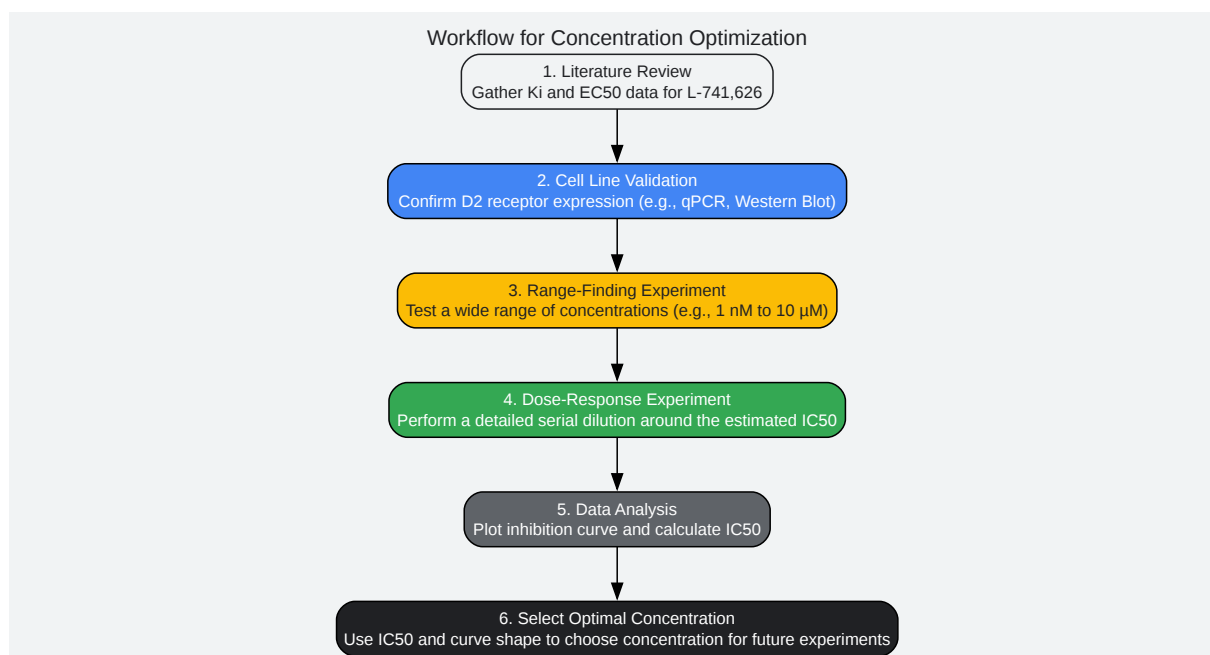 Workflow for Concentration Optimization
1. Literature Review
Gather Ki and EC50 data for L-741,626
2. Cell Line Validation
Confirm D2 receptor expression (e.g., qPCR, Western Blot)
3. Range-Finding Experiment
Test a wide range of concentrations (e.g., 1 nM to 10 µM)
4. Dose-Response Experiment
Perform a detailed serial dilution around the estimated IC50
5. Data Analysis
Plot inhibition curve and calculate IC50
6. Select Optimal Concentration
Use IC50 and curve shape to choose concentration for future experiments